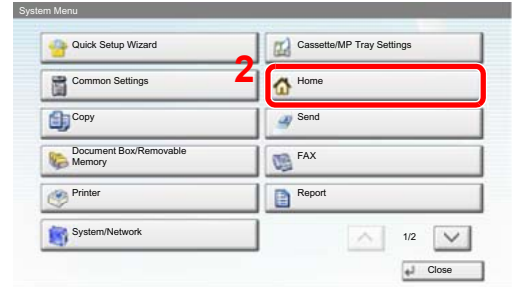 System Menu
Quick Setup Wizard
Cassette/MP Tray Settings
2
Common Settings
Home
Copy
Send
Document Box/Removable
Memory
FAX
Printer
Report
System/Network
1/2
Close